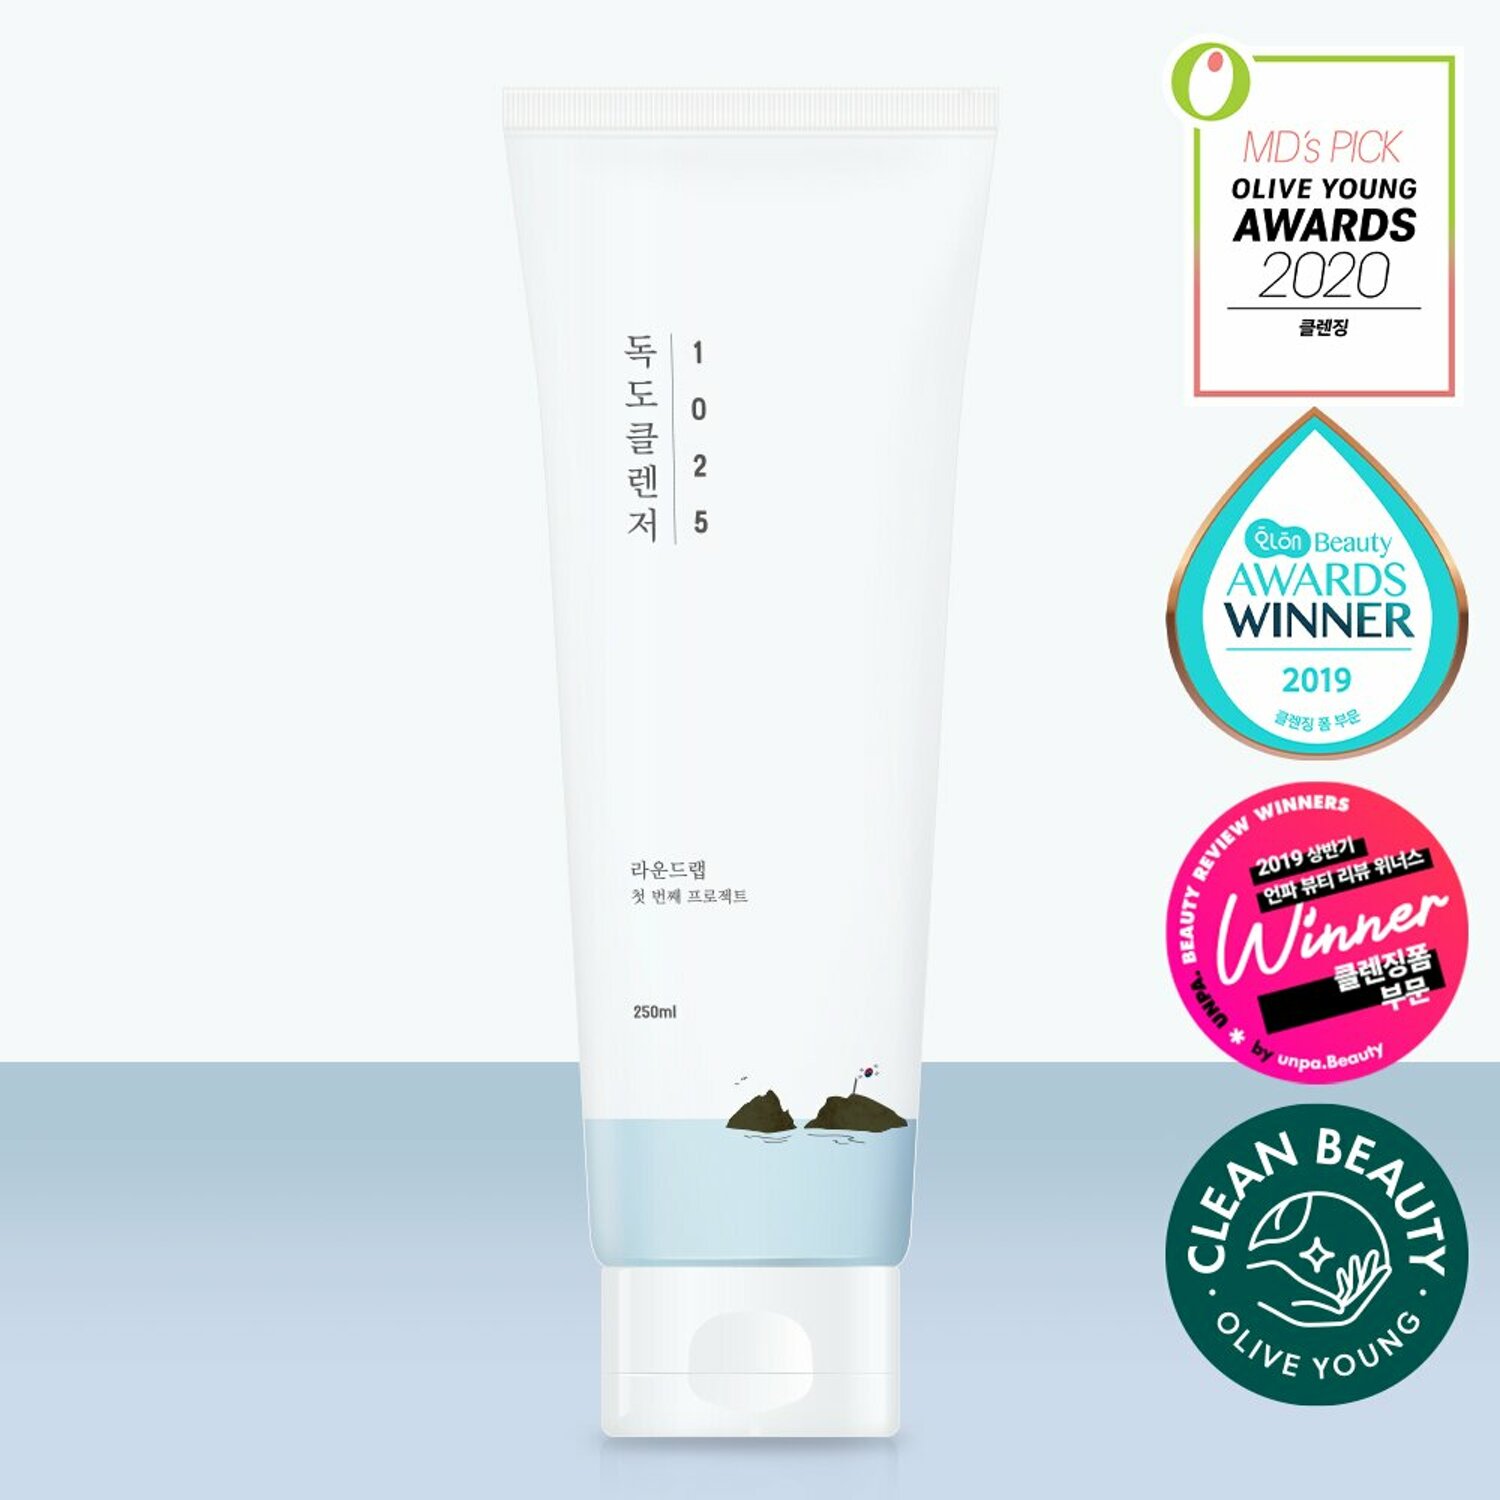 독도클렌저
1025
라운드랩
첫 번째 프로젝트
250ml
MD's PICK
OLIVE YOUNG
AWARDS
2020
클렌징
Beauty
AWARDS
WINNER
2019
클렌징 폼 부문
UNPA. BEAUTY REVIEW WINNERS
2019 상반기
언파 뷰티 리뷰 위너스
Winner
클렌징폼
부문
by unpa.Beauty
CLEAN BEAUTY
OLIVE YOUNG